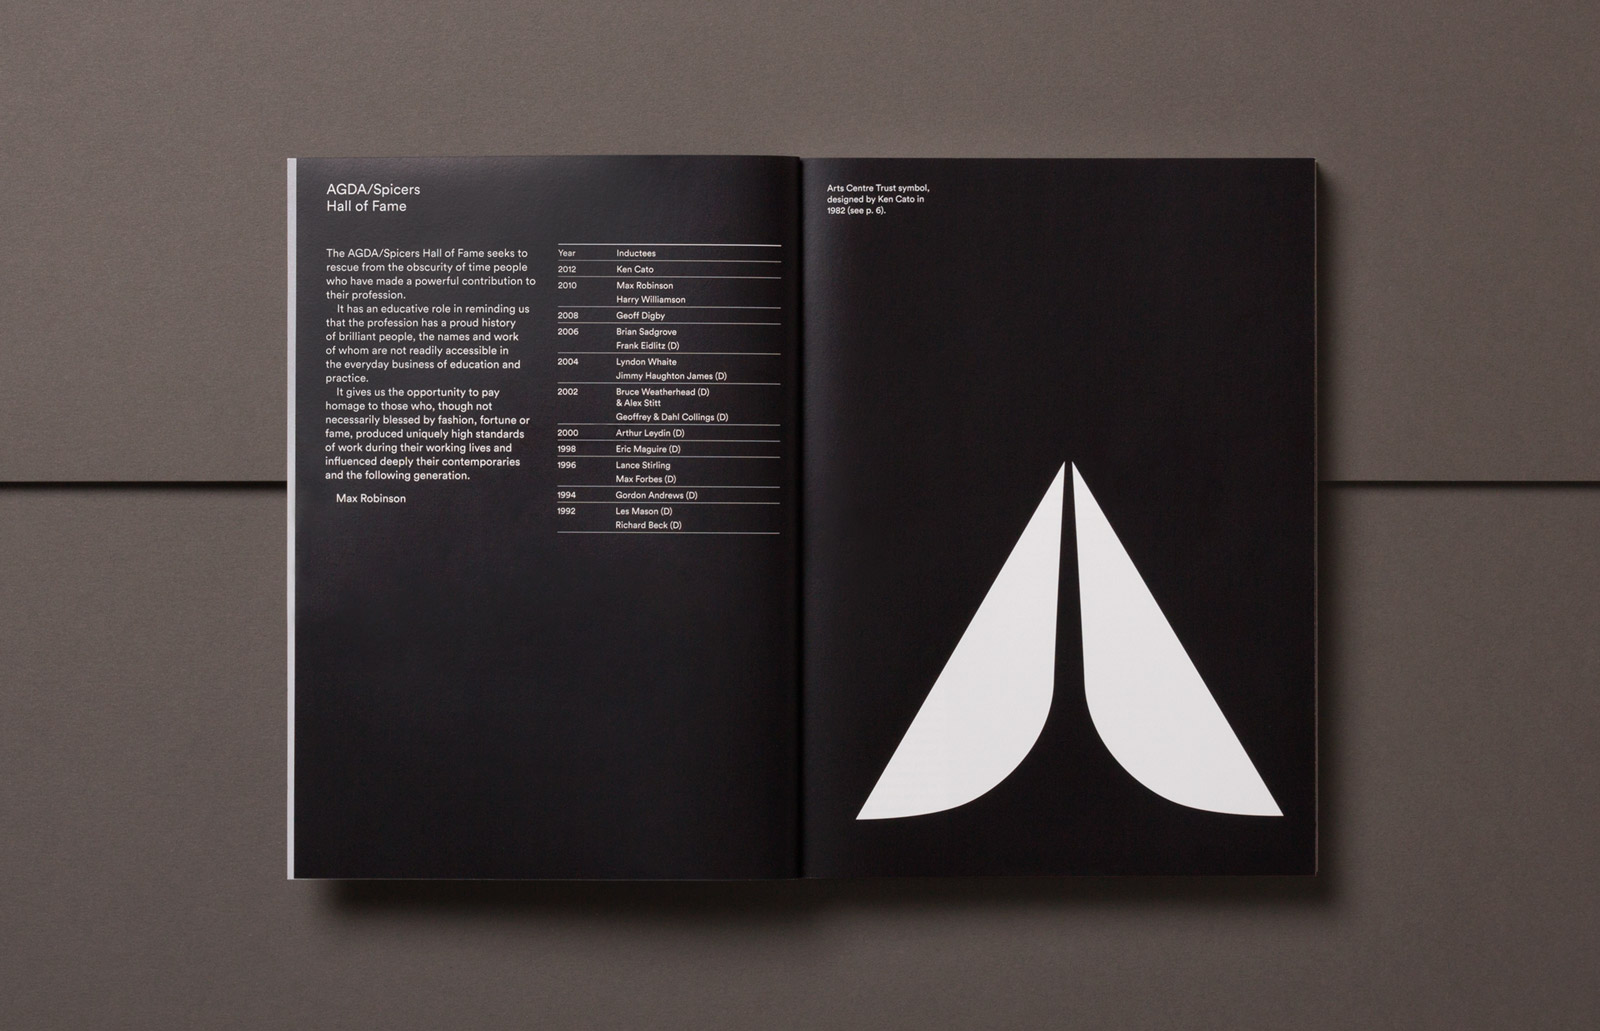 AGDA/Spicers
Hall of Fame
The AGDA/Spicers Hall of Fame seeks to
rescue from the obscurity of time people
who have made a powerful contribution to
their profession.
It has an educative role in reminding us
that the profession has a proud history
of brilliant people, the names and work
of whom are not readily accessible in
the everyday business of education and
practice.
It gives us the opportunity to pay
homage to those who, though not
necessarily blessed by fashion, fortune or
fame, produced uniquely high standards
of work during their working lives and
influenced deeply their contemporaries
and the following generation.
Max Robinson
Year Inductees
2012 Ken Cato
2010 Max Robinson
Harry Williamson
2008 Geoff Digby
2006 Brian Sadgrove
Frank Eidlitz (D)
2004 Lyndon Whaite
Jimmy Haughton James (D)
2002 Bruce Weatherhead (D)
& Alex Stitt
Geoffrey & Dahl Collings (D)
2000 Arthur Leydin (D)
1998 Eric Maguire (D)
1996 Lance Stirling
Max Forbes (D)
1994 Gordon Andrews (D)
1992 Les Mason (D)
Richard Beck (D)
Arts Centre Trust symbol,
designed by Ken Cato in
1982 (see p. 6).